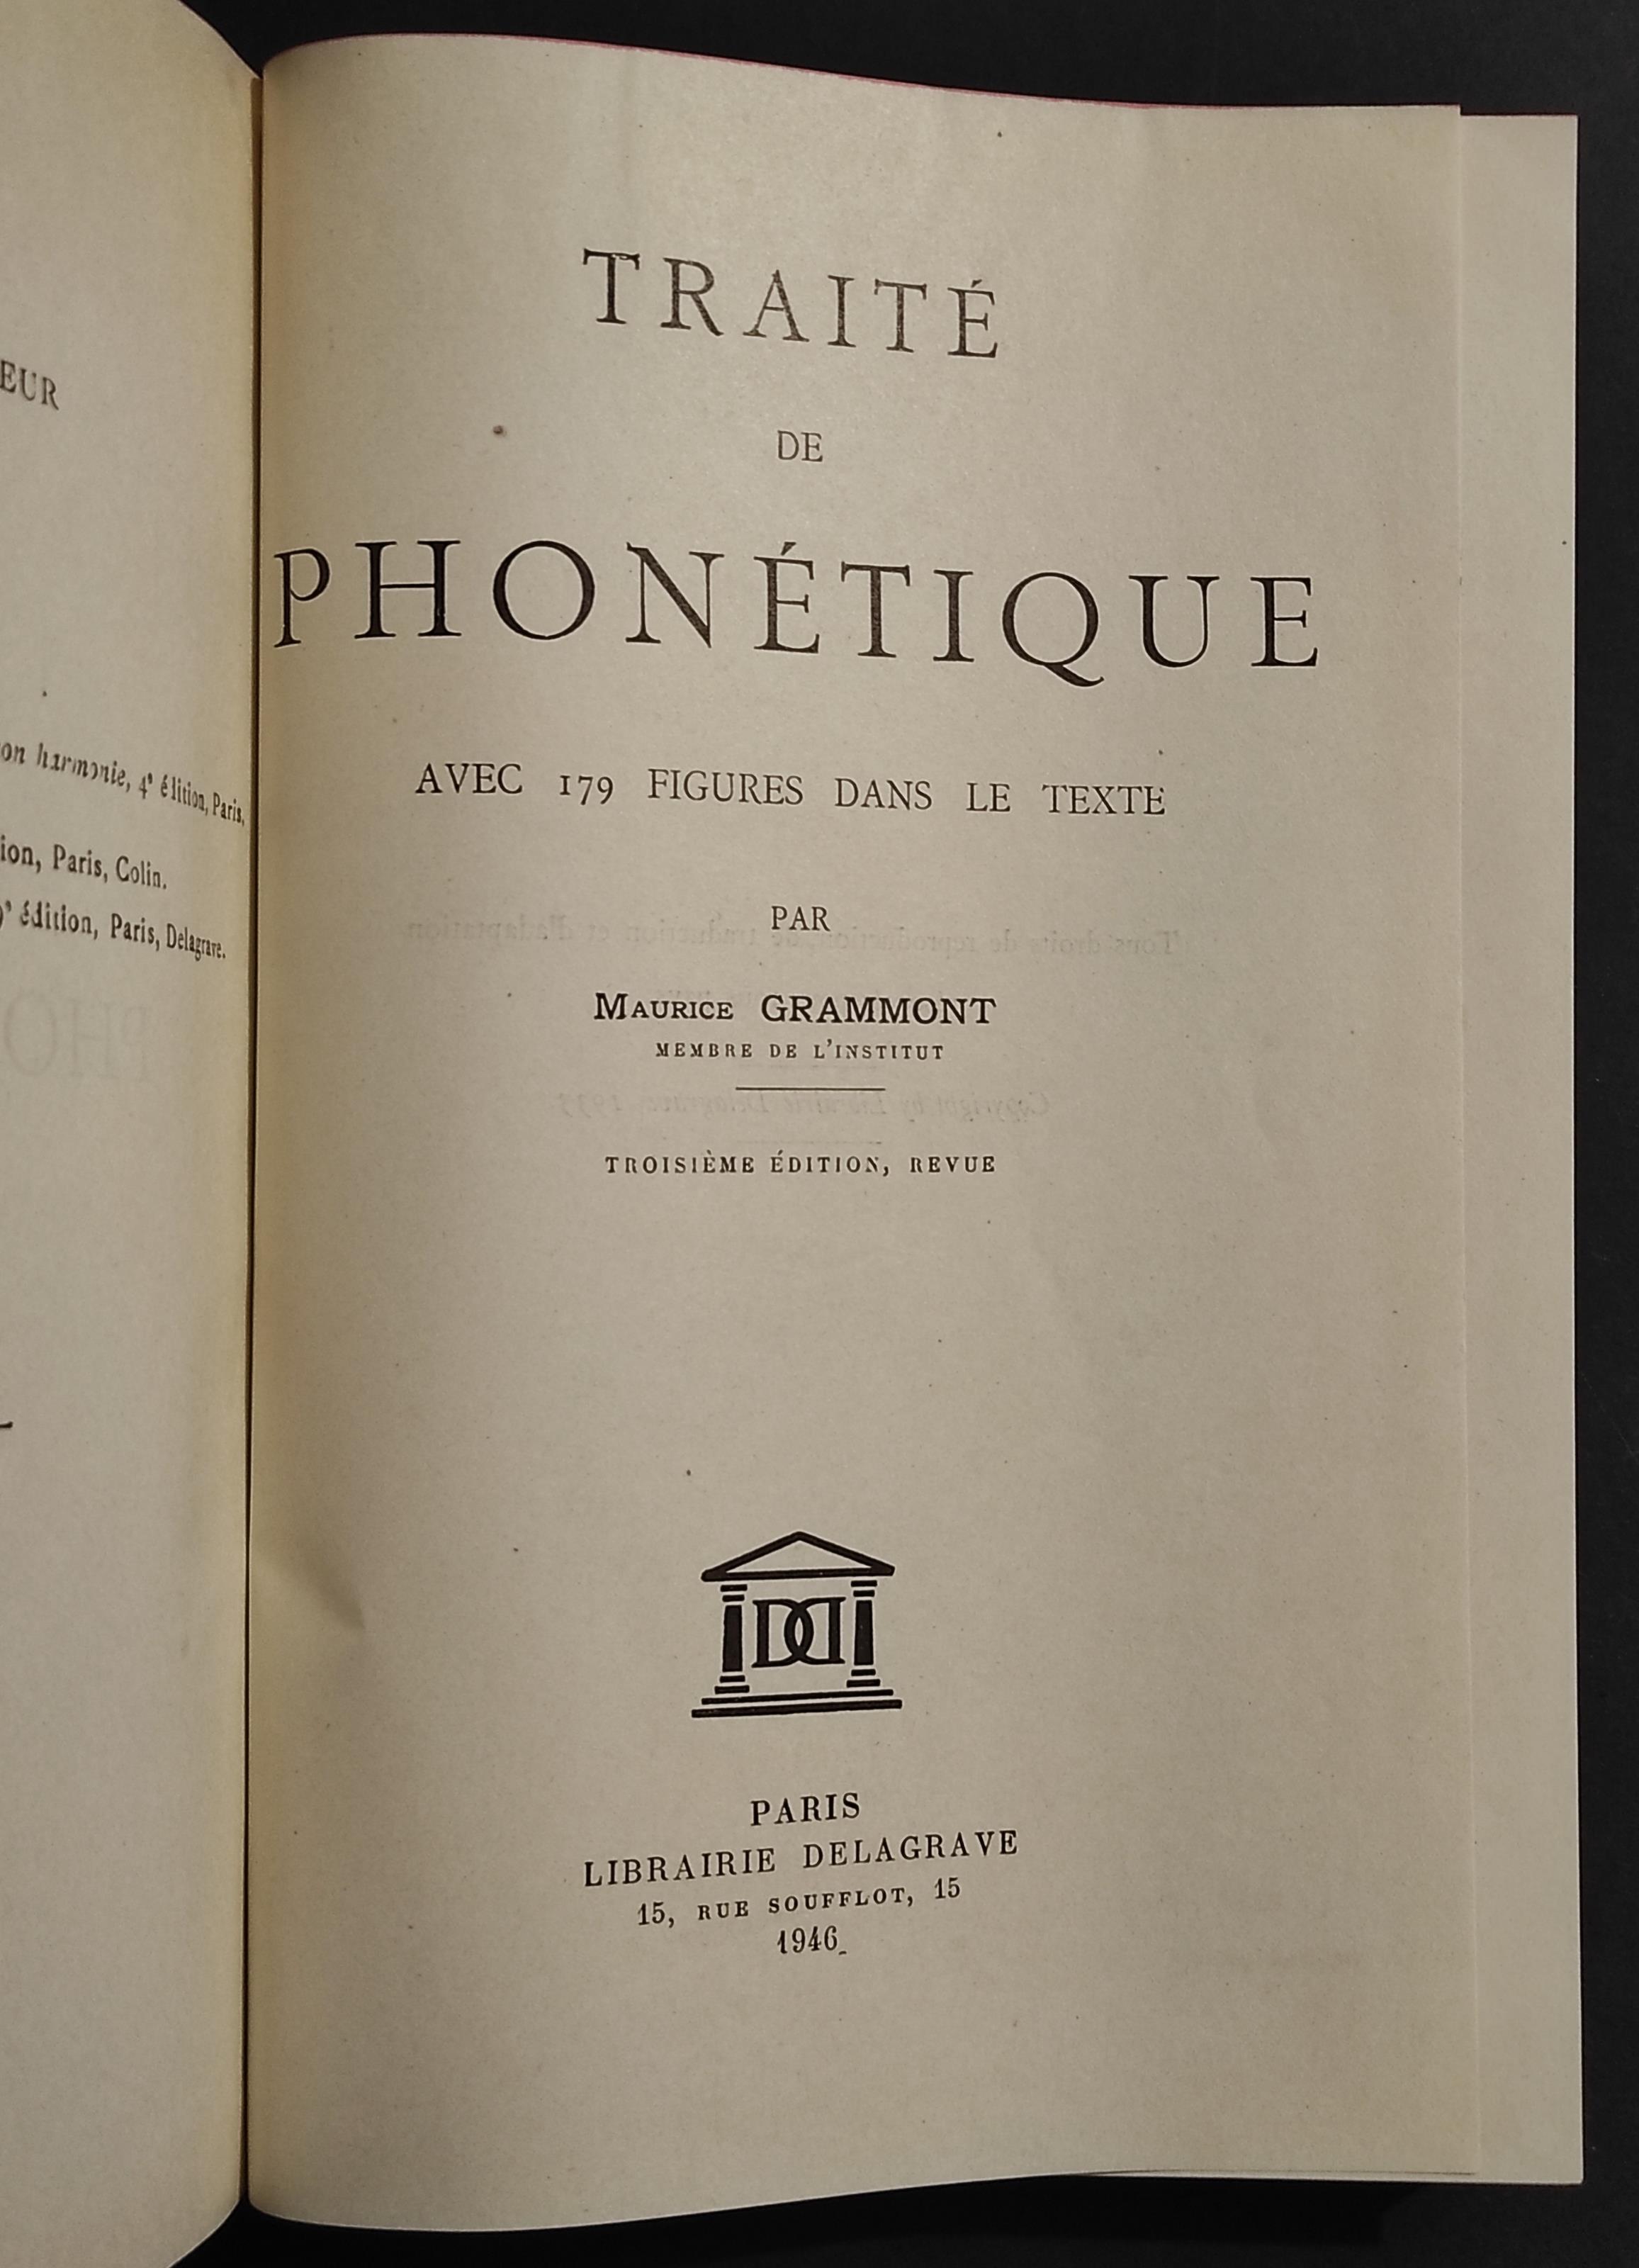 EUR
on harmonie, 4e élition, Paris.
ion, Paris, Colin.
9e édition, Paris, Delagrave.
TRAITÉ
DE
PHONÉTIQUE
AVEC 179 FIGURES DANS LE TEXTE
PAR
MAURICE GRAMMONT
MEMBRE DE L'INSTITUT
TROISIÈME ÉDITION, REVUE
DD
PARIS
LIBRAIRIE DELAGRAVE
15, RUE SOUFFLOT, 15
1946